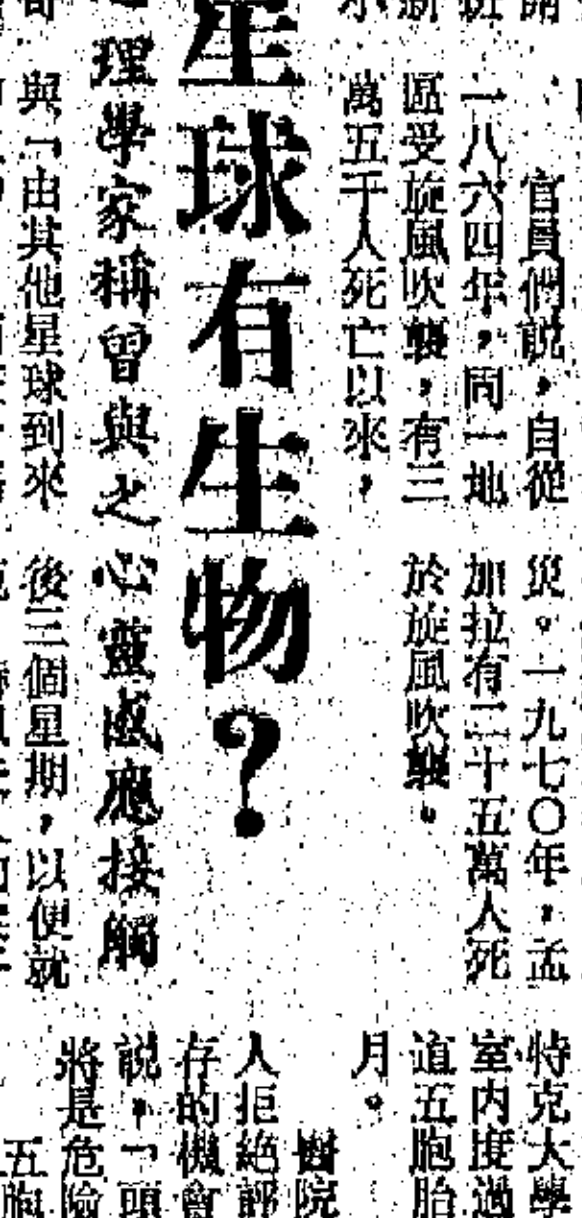 官員們說，自從
一八六四年，同一地
區受旋風吹襲，有三
萬五千人死亡以來，
災。一九七〇年，孟
加拉有二十五萬人死
於旋風吹襲。
星球有生物？
理學家稱曾與之心靈感應接觸
與「由其他星球到來
後三個星期，以便就
特克大學
室內度過
道五胞胎
月。
醫院
人拒絕評
存的機會
說，「頭
將是危險
五胞